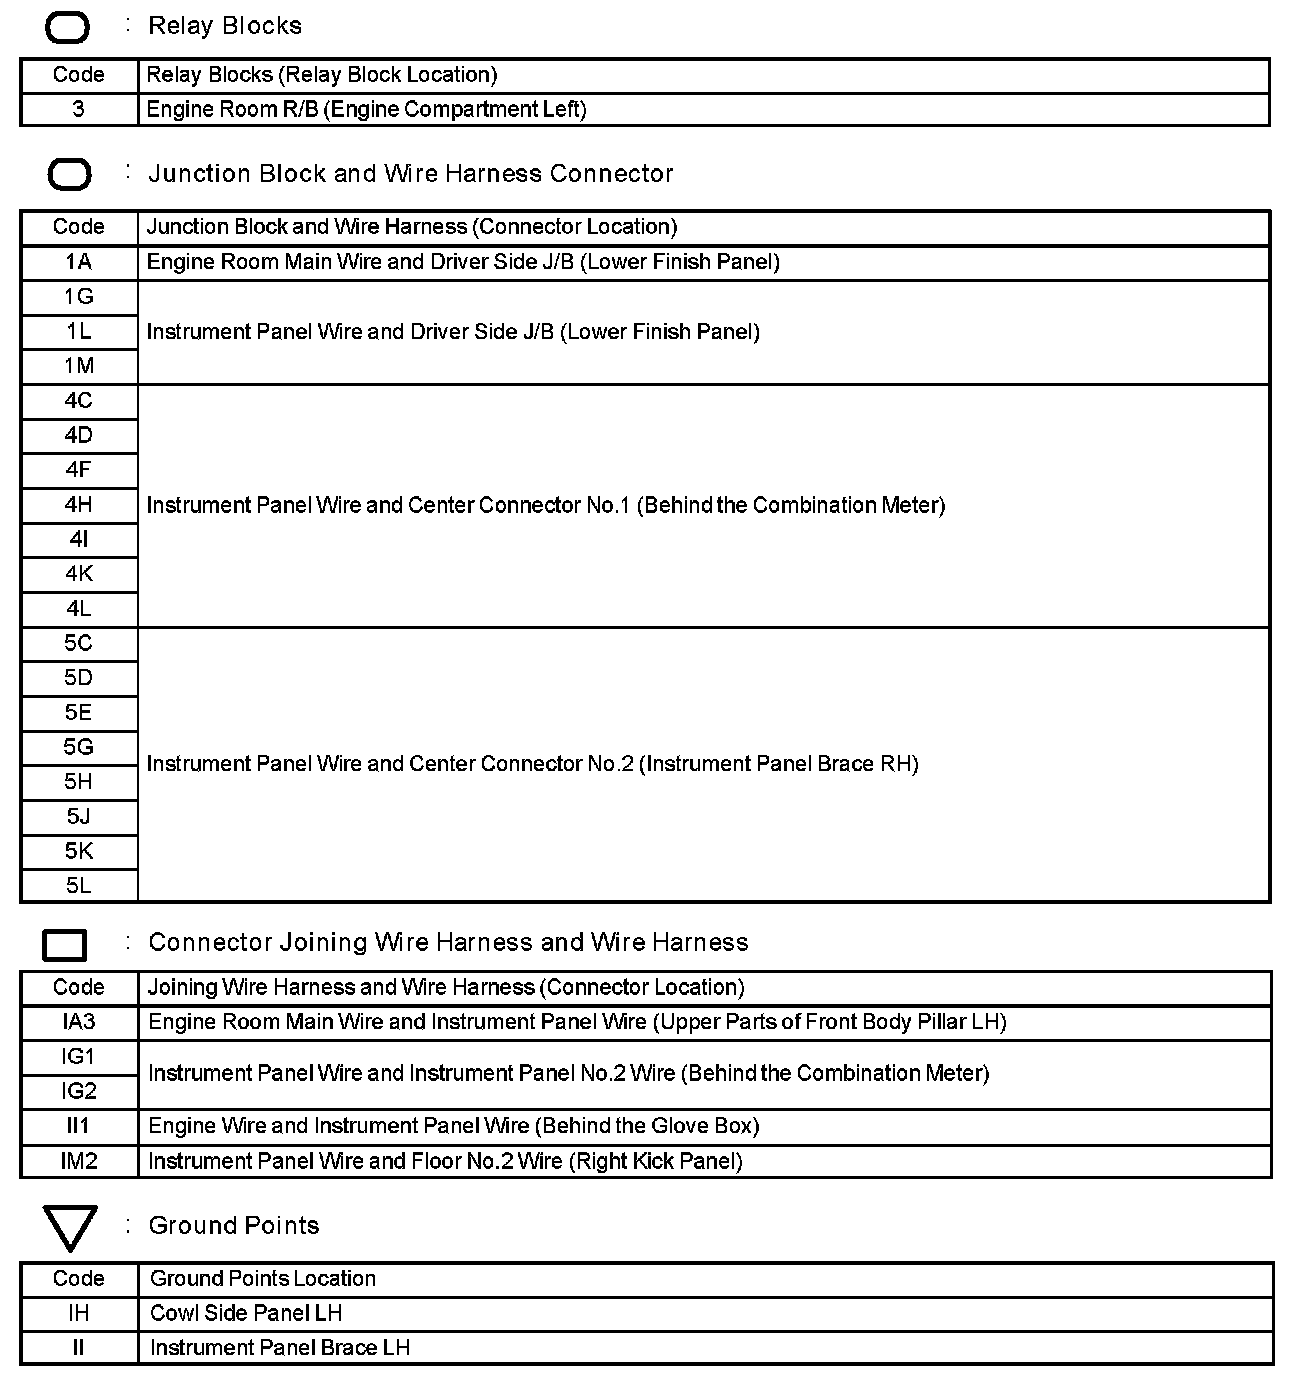 : Relay Blocks
Code Relay Blocks (Relay Block Location)
3 Engine Room R/B (Engine Compartment Left)
: Junction Block and Wire Harness Connector
Code Junction Block and Wire Harness (Connector Location)
1A Engine Room Main Wire and Driver Side J/B (Lower Finish Panel)
1G
1L Instrument Panel Wire and Driver Side J/B (Lower Finish Panel)
1M
4C
4D
4F
4H Instrument Panel Wire and Center Connector No.1 (Behind the Combination Meter)
4I
4K
4L
5C
5D
5E
5G
Instrument Panel Wire and Center Connector No.2 (Instrument Panel Brace RH)
5H
5J
5K
5L
: Connector Joining Wire Harness and Wire Harness
Code Joining Wire Harness and Wire Harness (Connector Location)
IA3 Engine Room Main Wire and Instrument Panel Wire (Upper Parts of Front Body Pillar LH)
IG1
Instrument Panel Wire and Instrument Panel No.2 Wire (Behind the Combination Meter)
IG2
II1 Engine Wire and Instrument Panel Wire (Behind the Glove Box)
IM2 Instrument Panel Wire and Floor No.2 Wire (Right Kick Panel)
: Ground Points
Code Ground Points Location
IH Cowl Side Panel LH
II Instrument Panel Brace LH